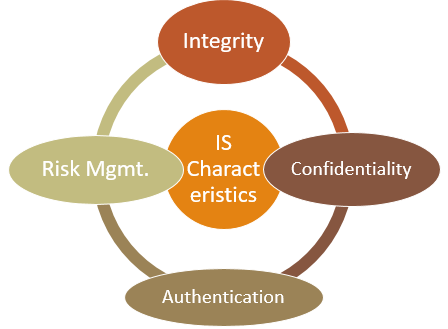 Integrity
Risk Mgmt.
IS
Charact
eristics
Confidentiality
Authentication